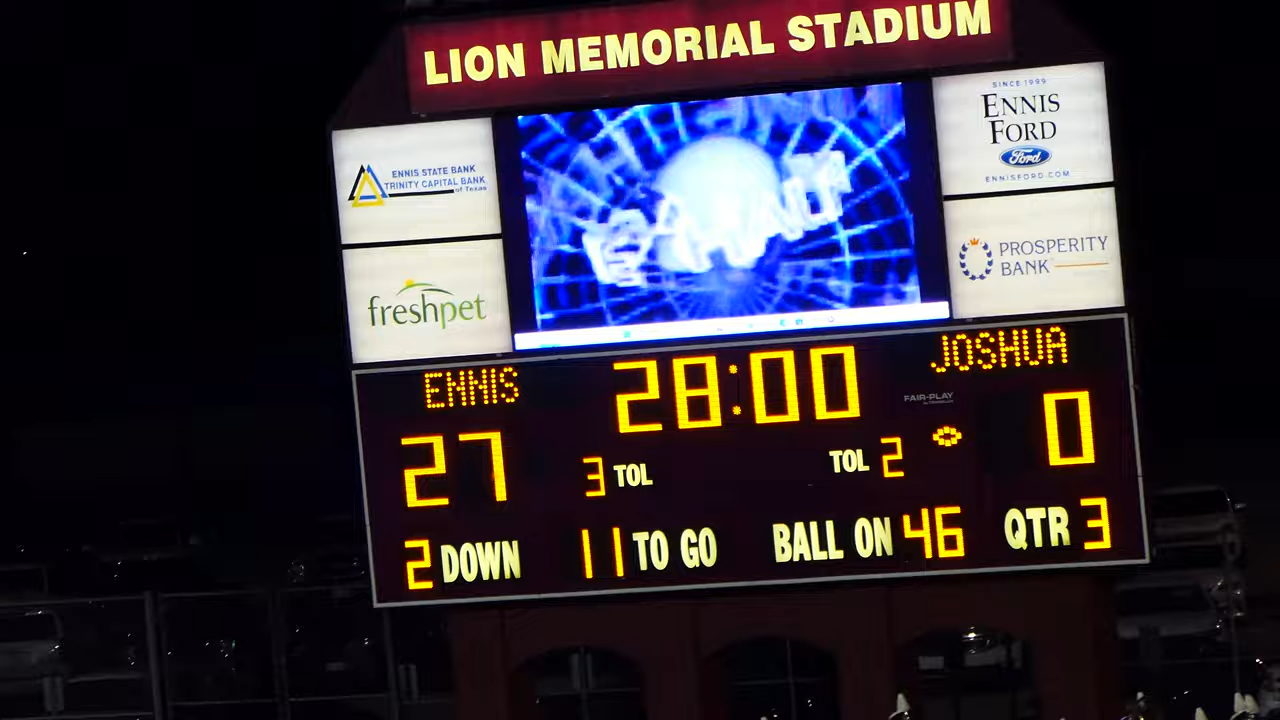 LION MEMORIAL STADIUM
ENNIS STATE BANK
TRINITY CAPITAL BANK
of Texas
freshpet
SINCE 1999
ENNIS
FORD
Ford
ENNISFORD.COM
PROSPERITY
BANK
ENNIS
28:00
JOSHUA
FAIR-PLAY
27
3 TOL
TOL 2
0
2 DOWN
11 TO GO
BALL ON 46
QTR 3